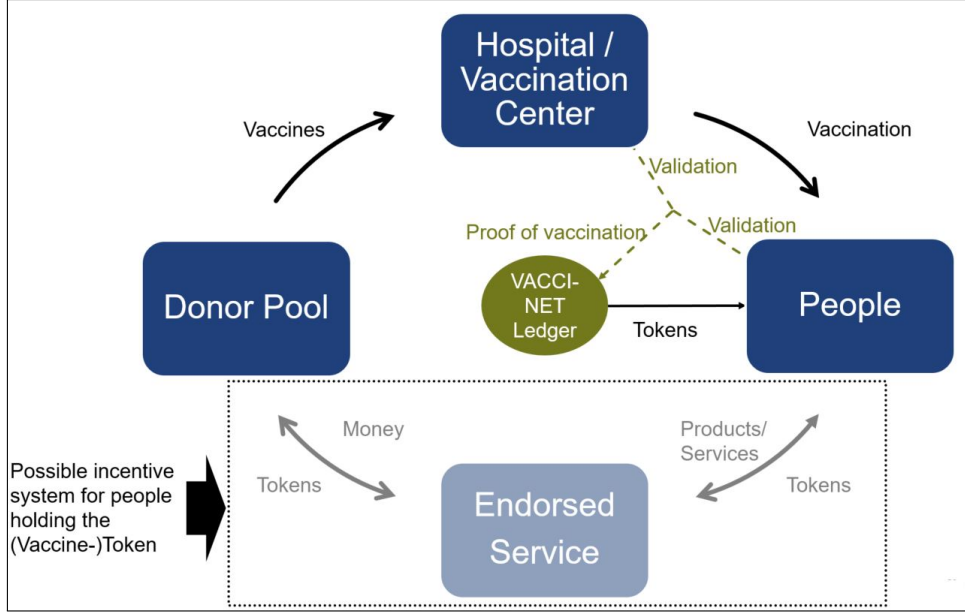 Hospital /
Vaccination
Center
Vaccines
Vaccination
Validation
Validation
Proof of vaccination
Donor Pool
VACCI-
NET
Ledger
Tokens
People
Money
Tokens
Products/
Services
Tokens
Endorsed
Service
Possible incentive
system for people
holding the
(Vaccine-)Token